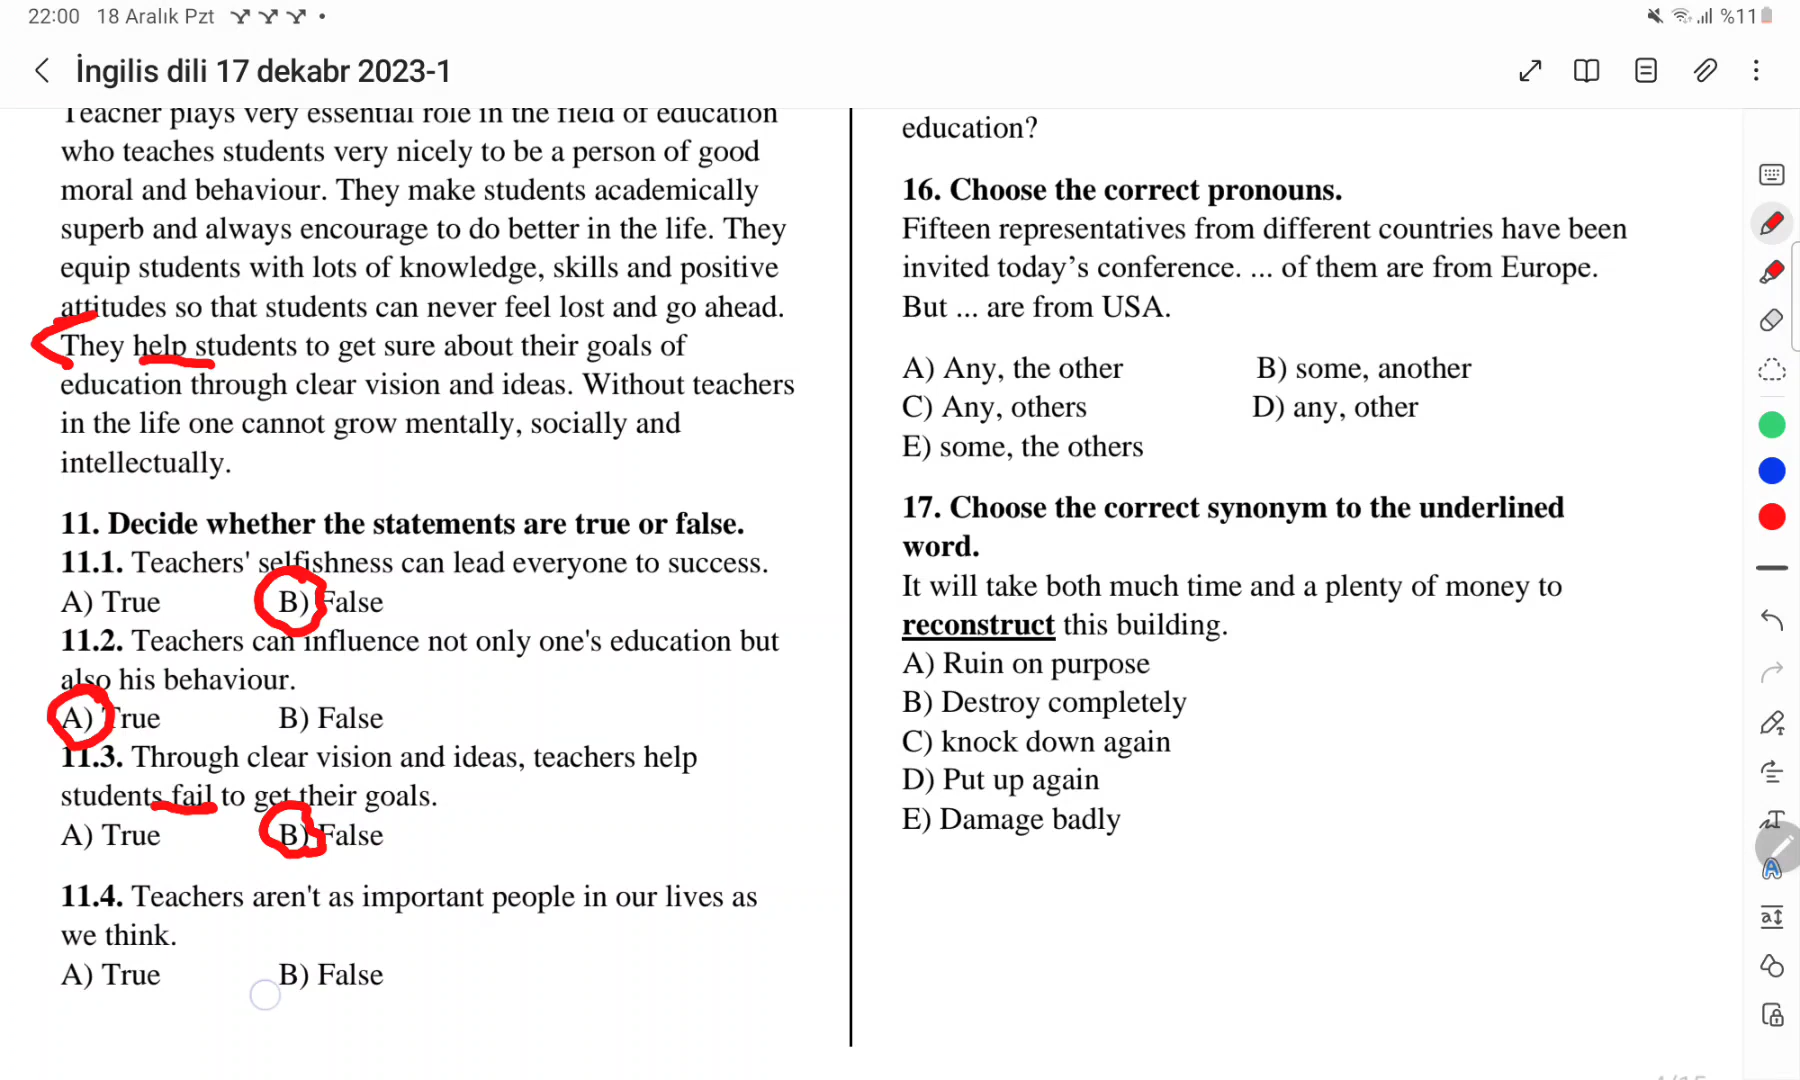 22:00 18 Aralık Pzt
%11
İngilis dili 17 dekabr 2023-1
Teacher plays very essential role in the field of education
who teaches students very nicely to be a person of good
moral and behaviour. They make students academically
superb and always encourage to do better in the life. They
equip students with lots of knowledge, skills and positive
attitudes so that students can never feel lost and go ahead.
They help students to get sure about their goals of
education through clear vision and ideas. Without teachers
in the life one cannot grow mentally, socially and
intellectually.
11. Decide whether the statements are true or false.
11.1. Teachers' selfishness can lead everyone to success.
A) True B) False
11.2. Teachers can influence not only one's education but
also his behaviour.
A) True B) False
11.3. Through clear vision and ideas, teachers help
students fail to get their goals.
A) True B) False
11.4. Teachers aren't as important people in our lives as
we think.
A) True B) False
education?
16. Choose the correct pronouns.
Fifteen representatives from different countries have been
invited today’s conference. ... of them are from Europe.
But ... are from USA.
A) Any, the other B) some, another
C) Any, others D) any, other
E) some, the others
17. Choose the correct synonym to the underlined
word.
It will take both much time and a plenty of money to
reconstruct this building.
A) Ruin on purpose
B) Destroy completely
C) knock down again
D) Put up again
E) Damage badly